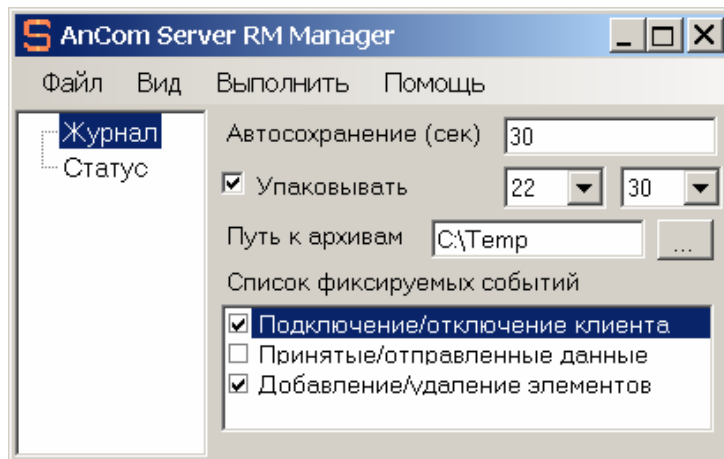 AnCom Server RM Manager
Файл Вид Выполнить Помощь
Журнал
Статус
Автосохранение (сек) 30
Упаковывать 22 30
Путь к архивам C:\Temp ...
Список фиксируемых событий
Подключение/отключение клиента
Принятые/отправленные данные
Добавление/удаление элементов